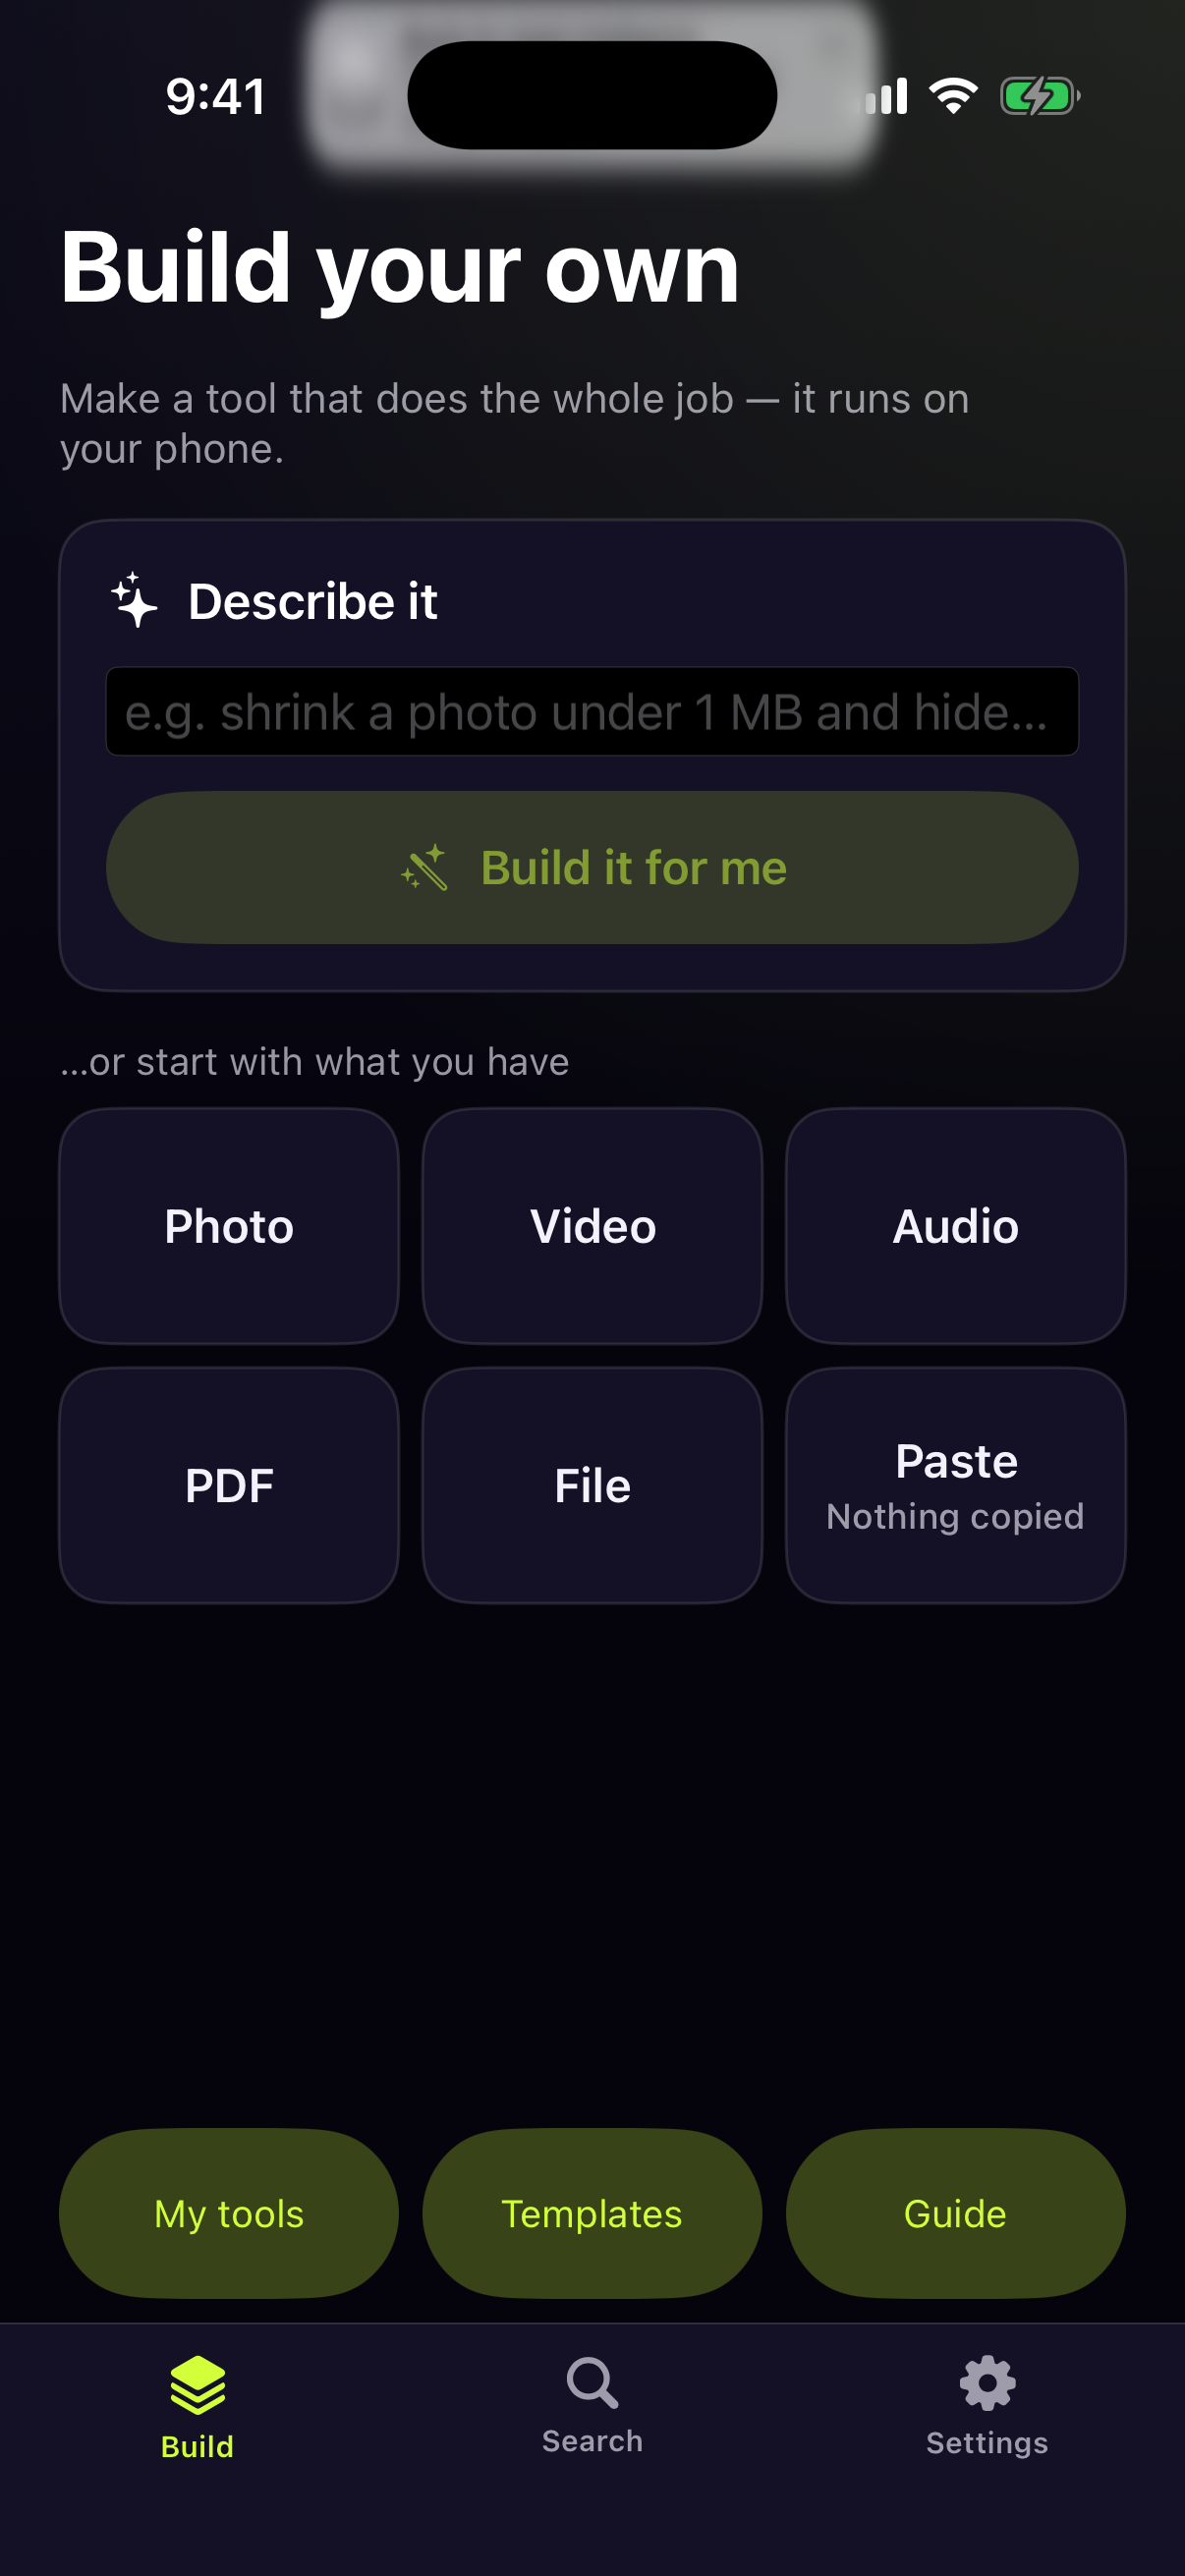 9:41
Build your own
Make a tool that does the whole job — it runs on
your phone.
Describe it
e.g. shrink a photo under 1 MB and hide...
Build it for me
...or start with what you have
Photo
Video
Audio
PDF
File
Paste
Nothing copied
My tools
Templates
Guide
Build
Search
Settings